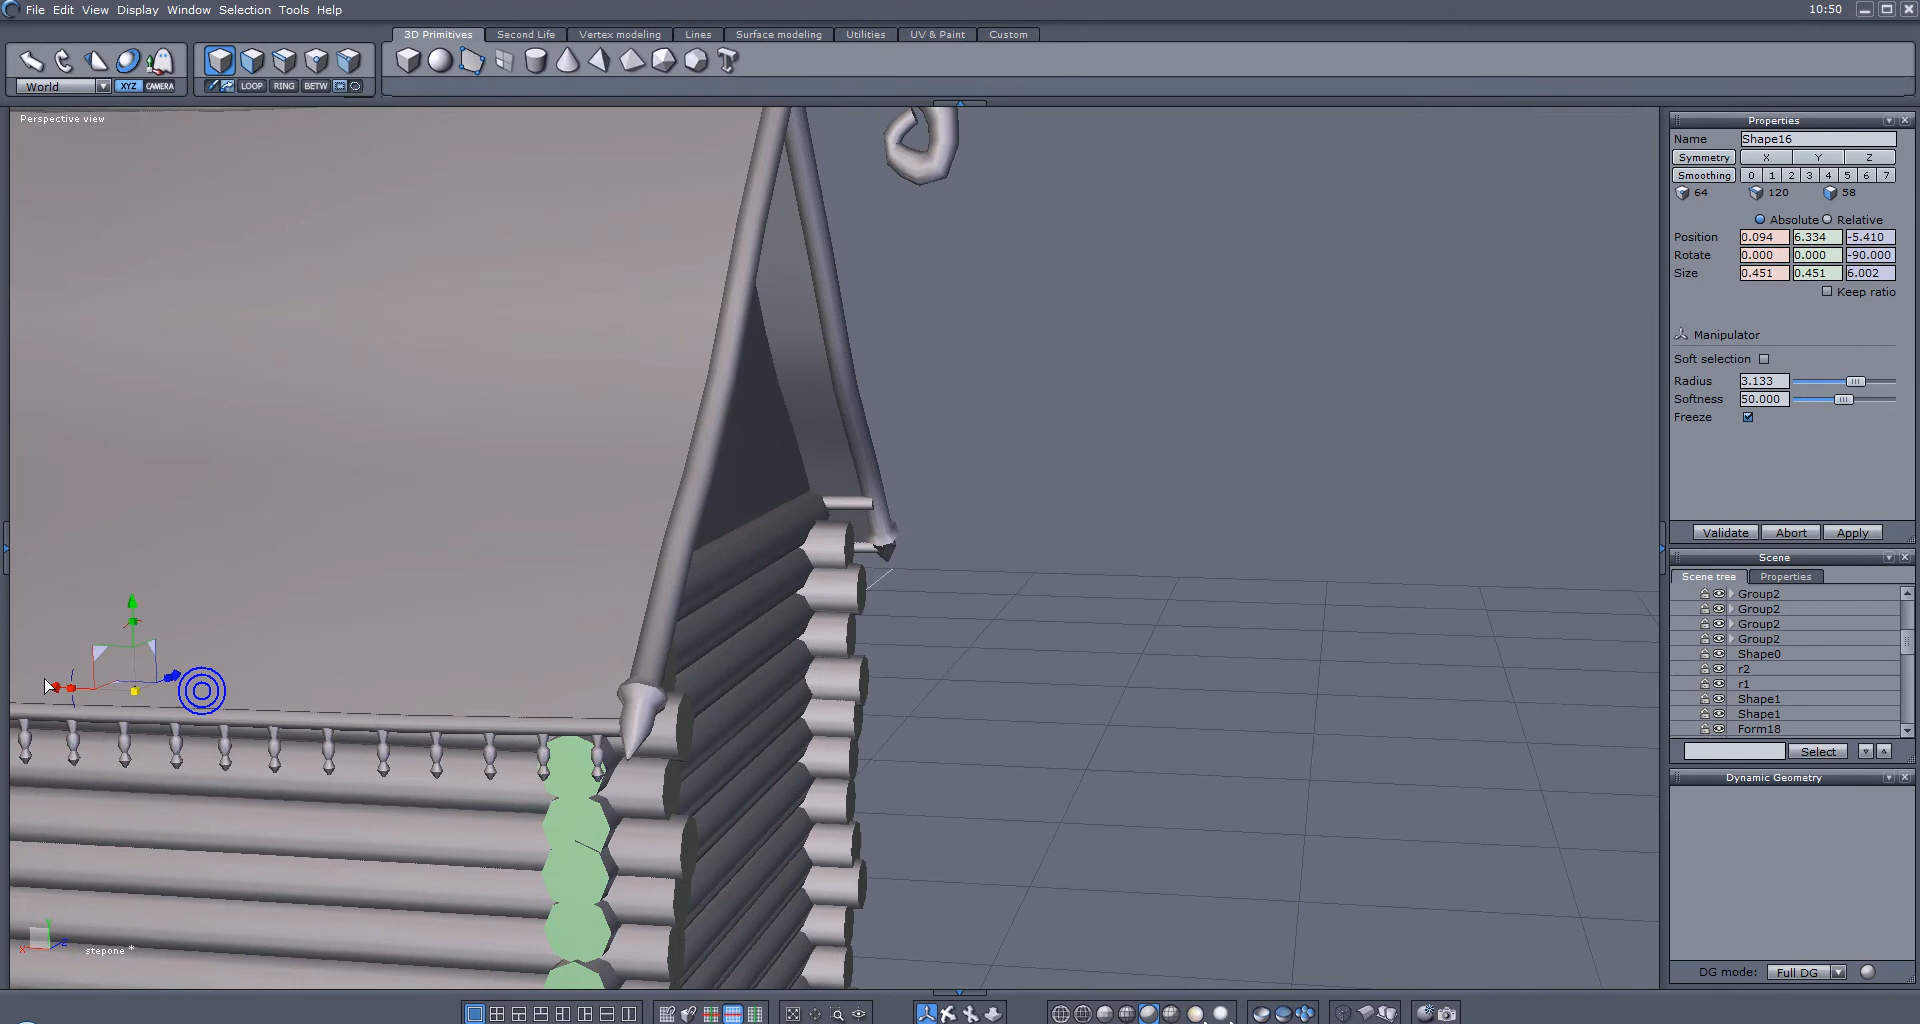 File Edit View Display Window Selection Tools Help 10:50
3D Primitives Second Life Vertex modeling Lines Surface modeling Utilities UV & Paint Custom
World XYZ CAMERA LOOP RING BETW
Perspective view
Properties
Name Shape16
Symmetry X Y Z
Smoothing 0 1 2 3 4 5 6 7
64 120 58
Absolute Relative
Position 0.094 6.334 -5.410
Rotate 0.000 0.000 -90.000
Size 0.451 0.451 6.002
Keep ratio
Manipulator
Soft selection
Radius 3.133
Softness 50.000
Freeze
Validate Abort Apply
Scene
Scene tree Properties
Group2
Group2
Group2
Group2
Shape0
r2
r1
Shape1
Shape1
Form18
Select
Dynamic Geometry
DG mode: Full DG
Y
X Z
stepone *